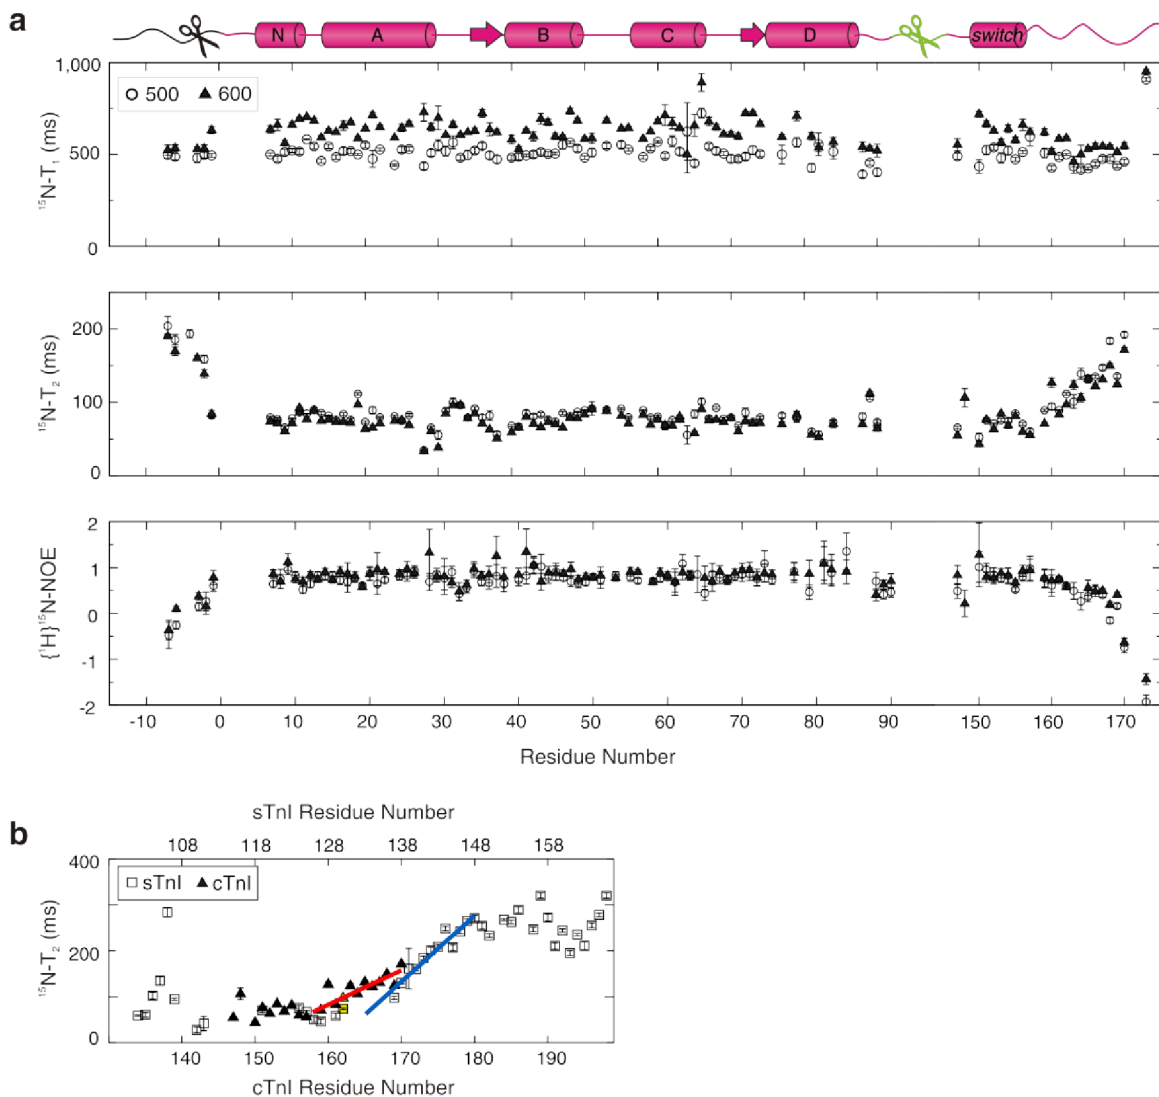 a
N A B C D switch
1,000
500
0
¹⁵N-T₁ (ms)
500 600
200
100
0
¹⁵N-T₂ (ms)
2
1
0
-1
-2
{¹H}¹⁵N-NOE
-10 0 10 20 30 40 50 60 70 80 90 150 160 170
Residue Number
b
sTnI Residue Number
108 118 128 138 148 158
400
200
0
¹⁵N-T₂ (ms)
sTnI cTnI
140 150 160 170 180 190
cTnI Residue Number